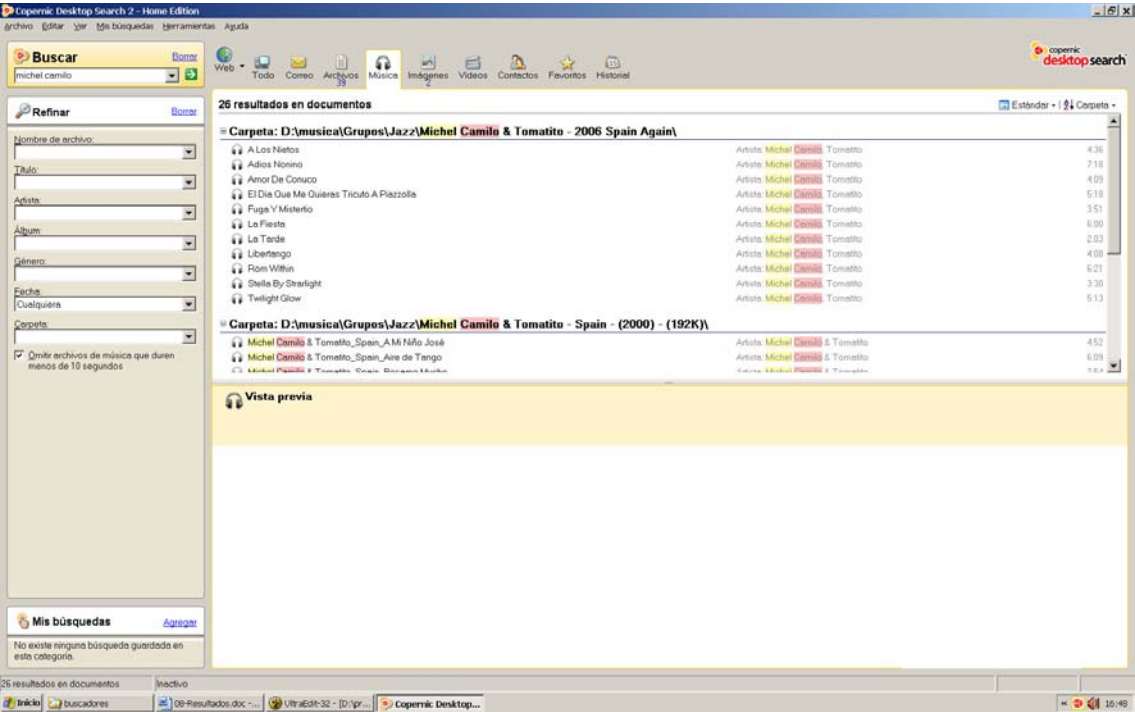 Copernic Desktop Search 2 - Home Edition
Archivo Editar Ver Mis búsquedas Herramientas Ayuda
Buscar Borrar
michel camilo
Web Todo Correo Archivos Música Imágenes Vídeos Contactos Favoritos Historial
39 2
copernic
desktop search
Refinar Borrar
Nombre de archivo:
Título:
Artista:
Álbum:
Género:
Fecha:
Cualquiera
Carpeta:
Omitir archivos de música que duren
menos de 10 segundos
26 resultados en documentos Estándar Carpeta
Carpeta: D:\musica\Grupos\Jazz\Michel Camilo & Tomatito - 2006 Spain Again\
A Los Nietos Artista: Michel Camilo, Tomatito 4:36
Adios Nonino Artista: Michel Camilo, Tomatito 7:18
Amor De Conuco Artista: Michel Camilo, Tomatito 4:09
El Dia Que Me Quieras Tricuto A Piazzolla Artista: Michel Camilo, Tomatito 5:18
Fuga Y Misterio Artista: Michel Camilo, Tomatito 3:51
La Fiesta Artista: Michel Camilo, Tomatito 6:00
La Tarde Artista: Michel Camilo, Tomatito 2:03
Libertango Artista: Michel Camilo, Tomatito 4:08
Rom Within Artista: Michel Camilo, Tomatito 6:21
Stella By Strarlight Artista: Michel Camilo, Tomatito 3:30
Twilight Glow Artista: Michel Camilo, Tomatito 5:13
Carpeta: D:\musica\Grupos\Jazz\Michel Camilo & Tomatito - Spain - (2000) - (192K)\
Michel Camilo & Tomatito_Spain_A Mi Niño José Artista: Michel Camilo & Tomatito 4:52
Michel Camilo & Tomatito_Spain_Aire de Tango Artista: Michel Camilo & Tomatito 6:09
Michel Camilo & Tomatito_Spain_Besame Mucho Artista: Michel Camilo & Tomatito
Vista previa
Mis búsquedas Agregar
No existe ninguna búsqueda guardada en
esta categoría.
26 resultados en documentos Inactivo
Inicio buscadores 08-Resultados.doc -... UltraEdit-32 - [D:\pr... Copernic Desktop... 16:48